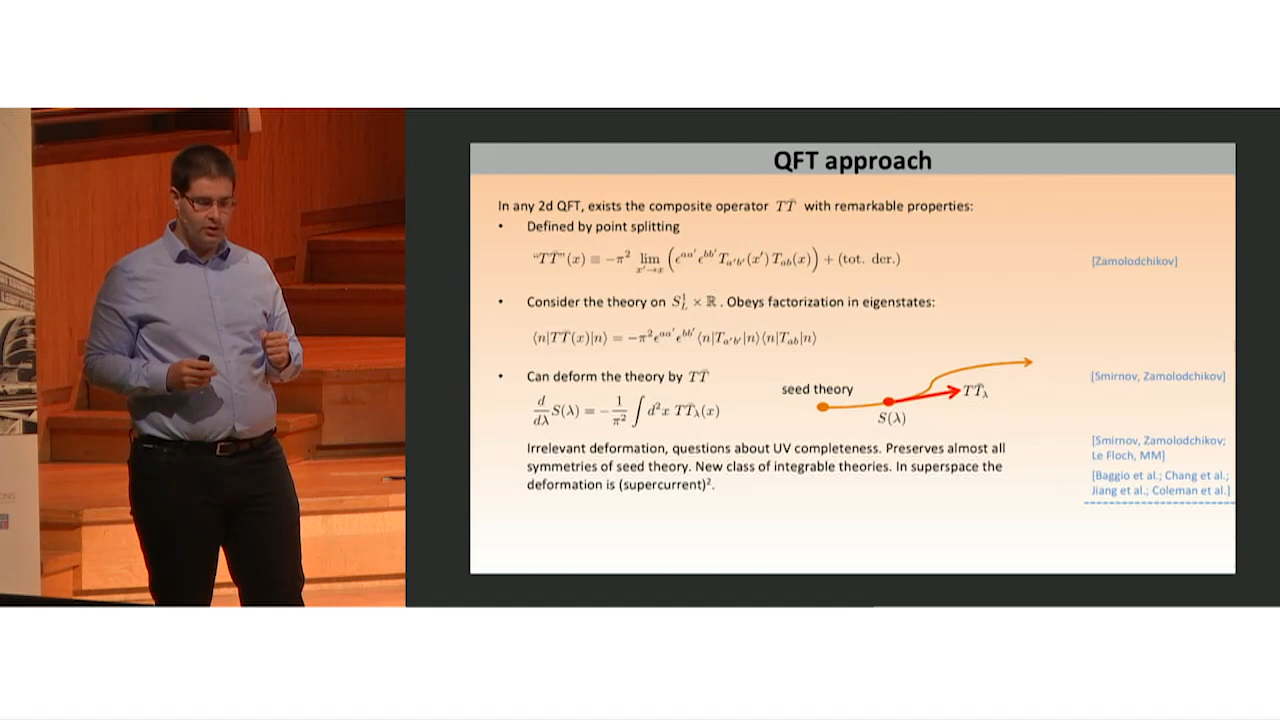 QFT approach
In any 2d QFT, exists the composite operator TT̄ with remarkable properties:
• Defined by point splitting
"TT̄"(x) ≡ −π² lim_{x′→x} (ϵ^{aa′} ϵ^{bb′} T_{a′b′}(x′) T_{ab}(x)) + (tot. der.)
[Zamolodchikov]
• Consider the theory on S¹_L × ℝ . Obeys factorization in eigenstates:
⟨n|TT̄(x)|n⟩ = −π² ϵ^{aa′} ϵ^{bb′} ⟨n|T_{a′b′}|n⟩⟨n|T_{ab}|n⟩
• Can deform the theory by TT̄
[Smirnov, Zamolodchikov]
seed theory
TT̄_λ
d/dλ S(λ) = −1/π² ∫ d²x TT̄_λ(x)
S(λ)
Irrelevant deformation, questions about UV completeness. Preserves almost all
symmetries of seed theory. New class of integrable theories. In superspace the
deformation is (supercurrent)².
[Smirnov, Zamolodchikov;
Le Floch, MM]
[Baggio et al.; Chang et al.;
Jiang et al.; Coleman et al.]